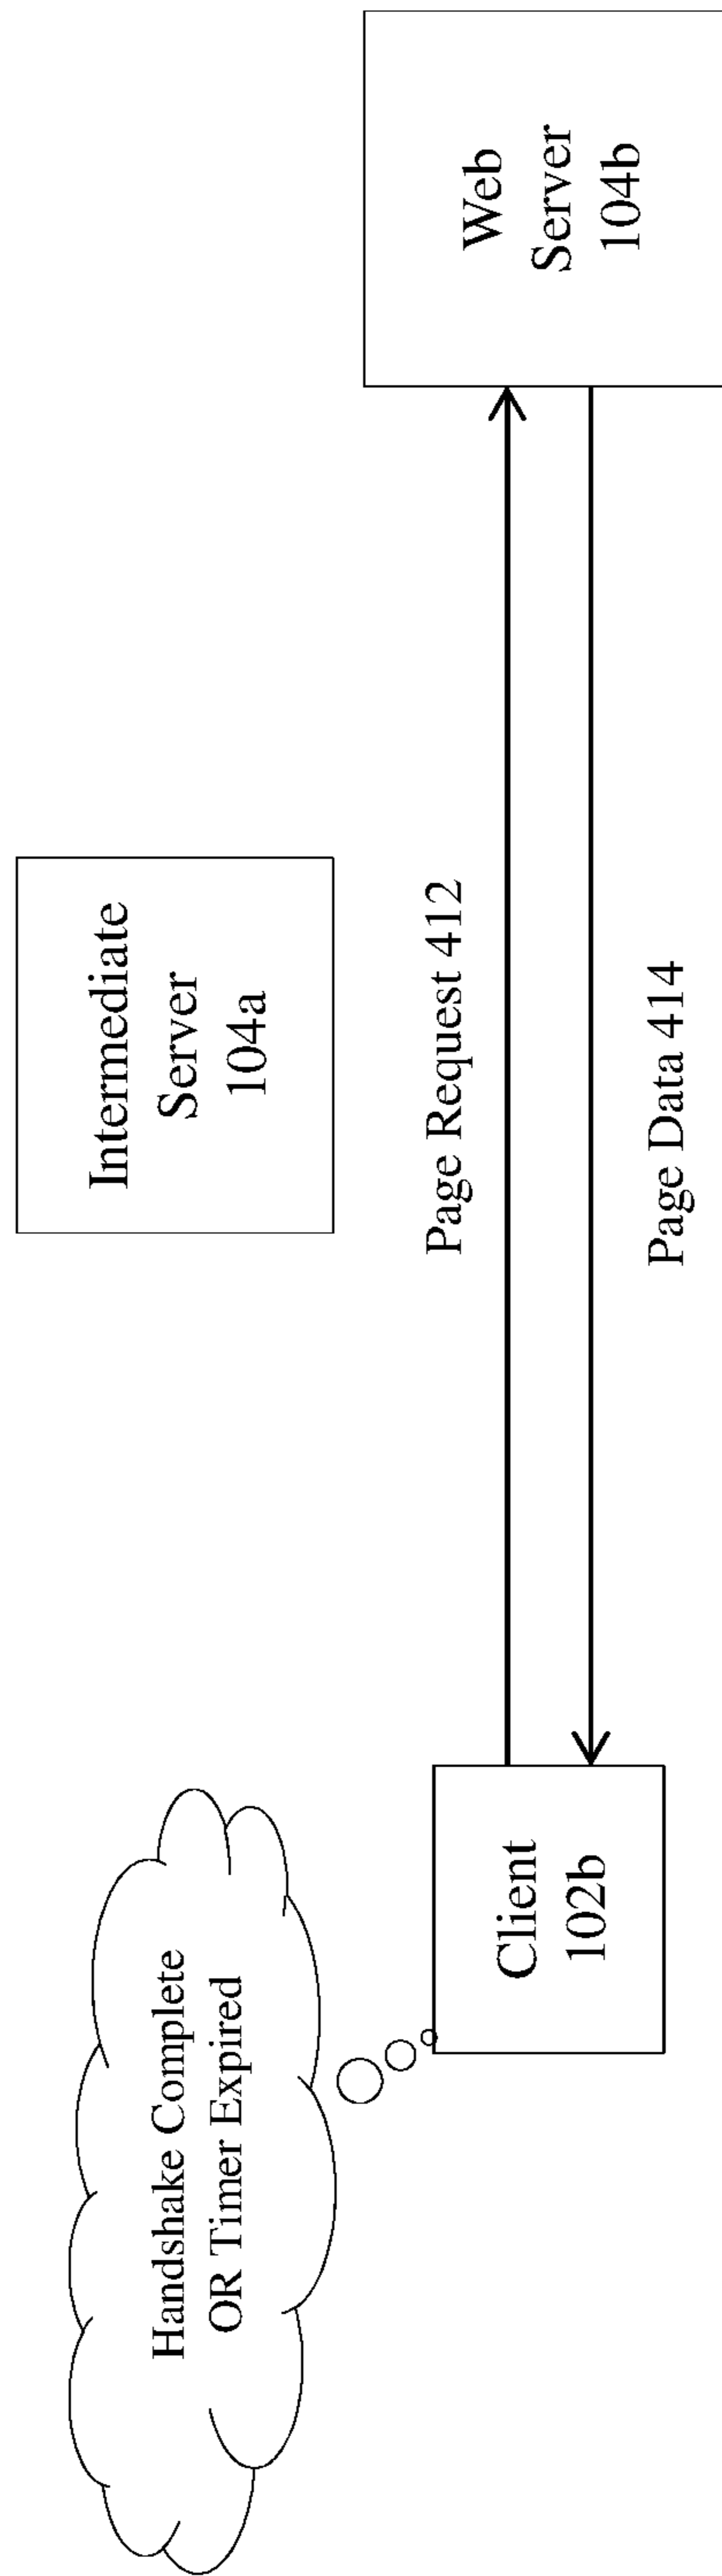 Handshake Complete
OR Timer Expired
Intermediate
Server
104a
Page Request 412
Client
102b
Web
Server
104b
Page Data 414